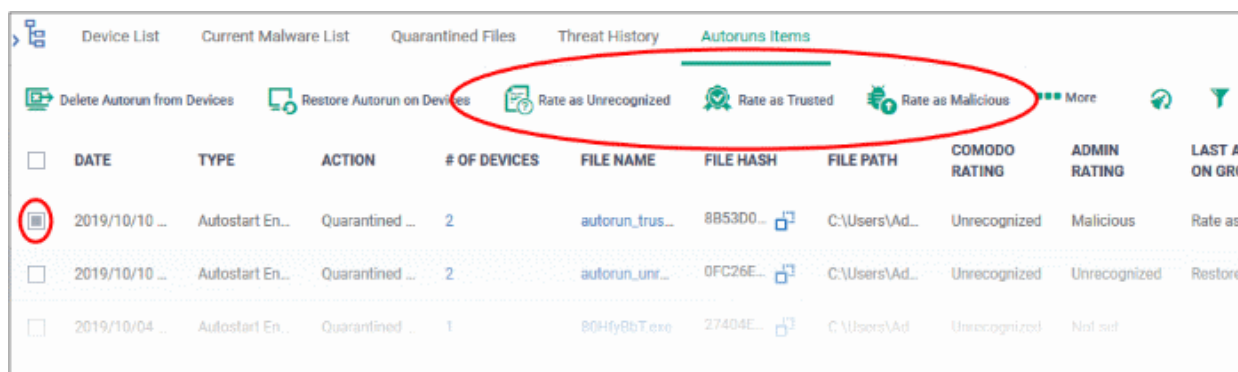 Device List Current Malware List Quarantined Files Threat History Autoruns Items
Delete Autorun from Devices Restore Autorun on Devices Rate as Unrecognized Rate as Trusted Rate as Malicious More
DATE TYPE ACTION # OF DEVICES FILE NAME FILE HASH FILE PATH COMODO RATING ADMIN RATING LAST A ON GR
2019/10/10 ... Autostart En... Quarantined ... 2 autorun_trus... 8B53D0... C:\Users\Ad... Unrecognized Malicious Rate as
2019/10/10 ... Autostart En... Quarantined ... 2 autorun_unr... 0FC26E... C:\Users\Ad... Unrecognized Unrecognized Restore
2019/10/04 ... Autostart En... Quarantined ... 1 80HfyBbT.exe 27404E... C:\Users\Ad Unrecognized Not set